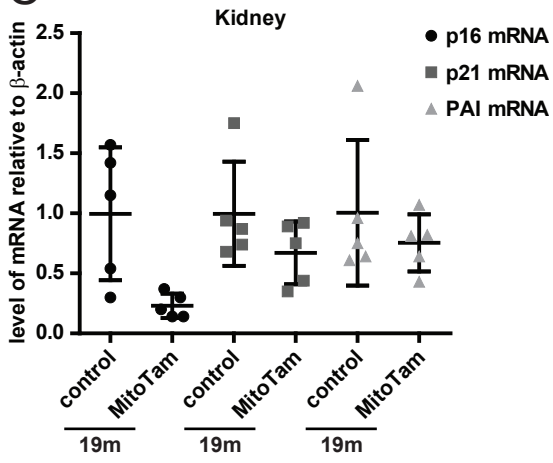 Kidney
level of mRNA relative to β-actin
2.5
2.0
1.5
1.0
0.5
0.0
p16 mRNA
p21 mRNA
PAI mRNA
control
MitoTam
control
MitoTam
control
MitoTam
19m
19m
19m